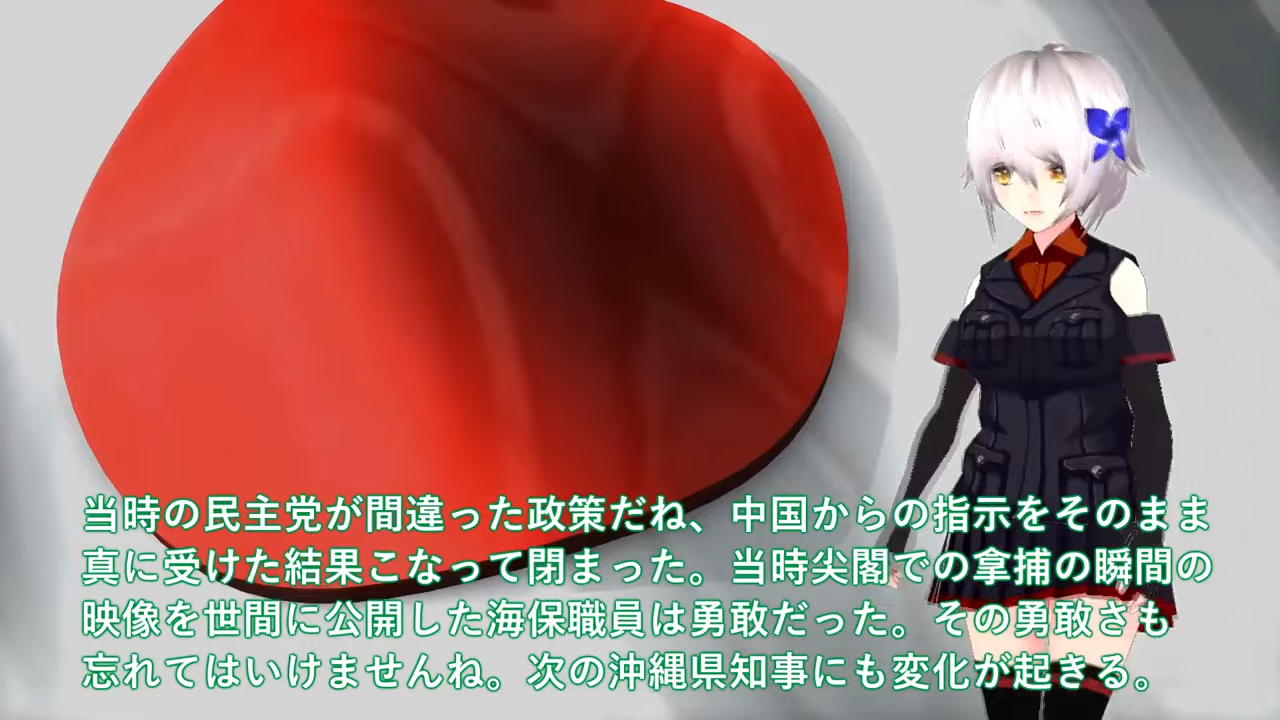 当時の民主党が間違った政策だね、中国からの指示をそのまま
真に受けた結果こなって閉まった。当時尖閣での拿捕の瞬間の
映像を世間に公開した海保職員は勇敢だった。その勇敢さも
忘れてはいけませんね。次の沖縄県知事にも変化が起きる。